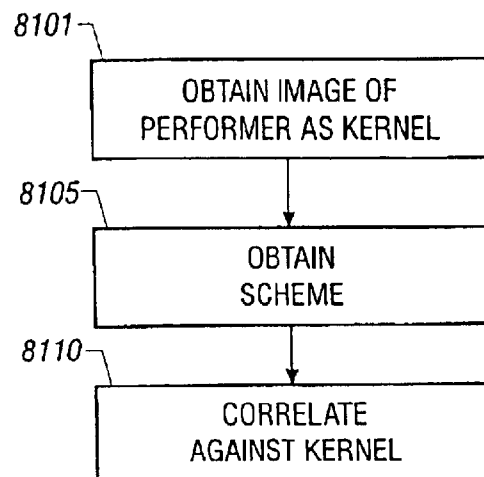 8101
OBTAIN IMAGE OF
PERFORMER AS KERNEL
8105
OBTAIN
SCHEME
8110
CORRELATE
AGAINST KERNEL